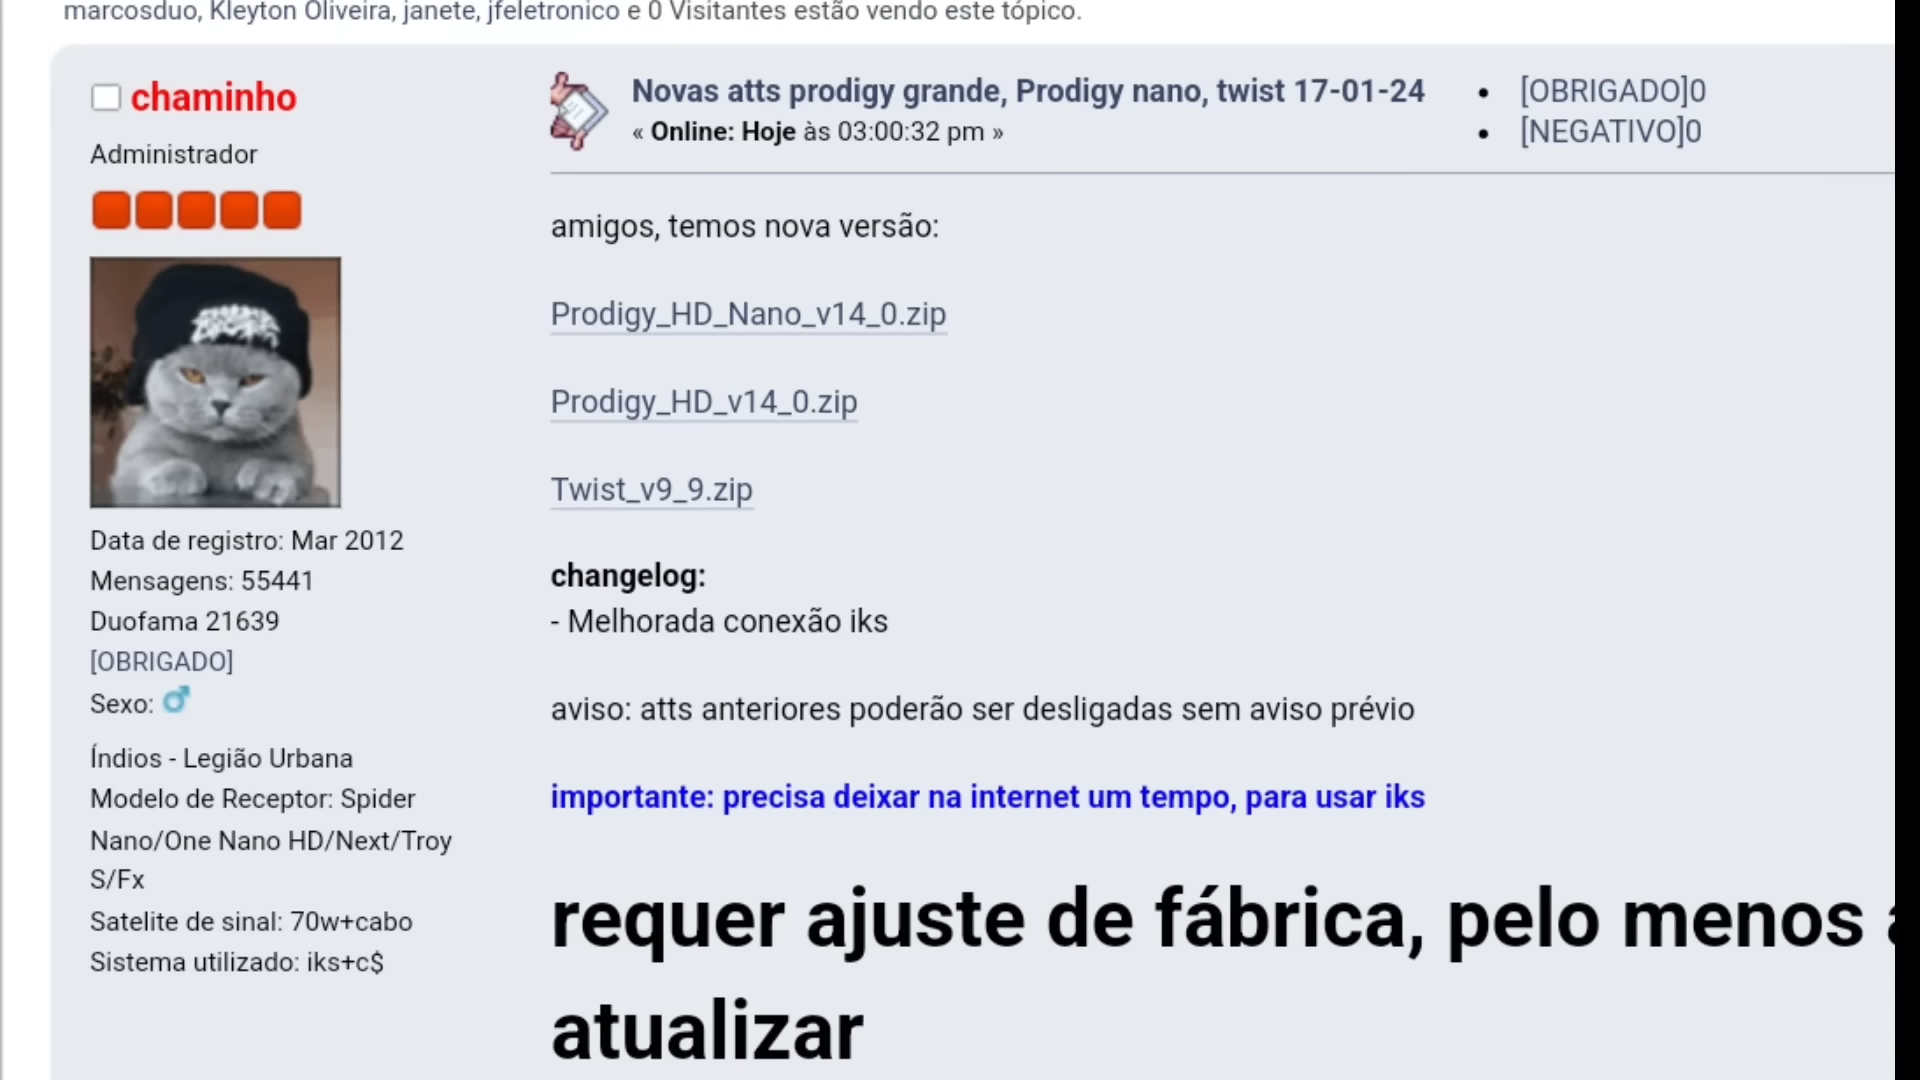 marcosduo, Kleyton Oliveira, janete, jfeletronico e 0 Visitantes estão vendo este tópico.
chaminho
Administrador
Data de registro: Mar 2012
Mensagens: 55441
Duofama 21639
[OBRIGADO]
Sexo:
Índios - Legião Urbana
Modelo de Receptor: Spider
Nano/One Nano HD/Next/Troy
S/Fx
Satelite de sinal: 70w+cabo
Sistema utilizado: iks+c$
Novas atts prodigy grande, Prodigy nano, twist 17-01-24
« Online: Hoje às 03:00:32 pm »
• [OBRIGADO]0
• [NEGATIVO]0
amigos, temos nova versão:
Prodigy_HD_Nano_v14_0.zip
Prodigy_HD_v14_0.zip
Twist_v9_9.zip
changelog:
- Melhorada conexão iks
aviso: atts anteriores poderão ser desligadas sem aviso prévio
importante: precisa deixar na internet um tempo, para usar iks
requer ajuste de fábrica, pelo menos
atualizar